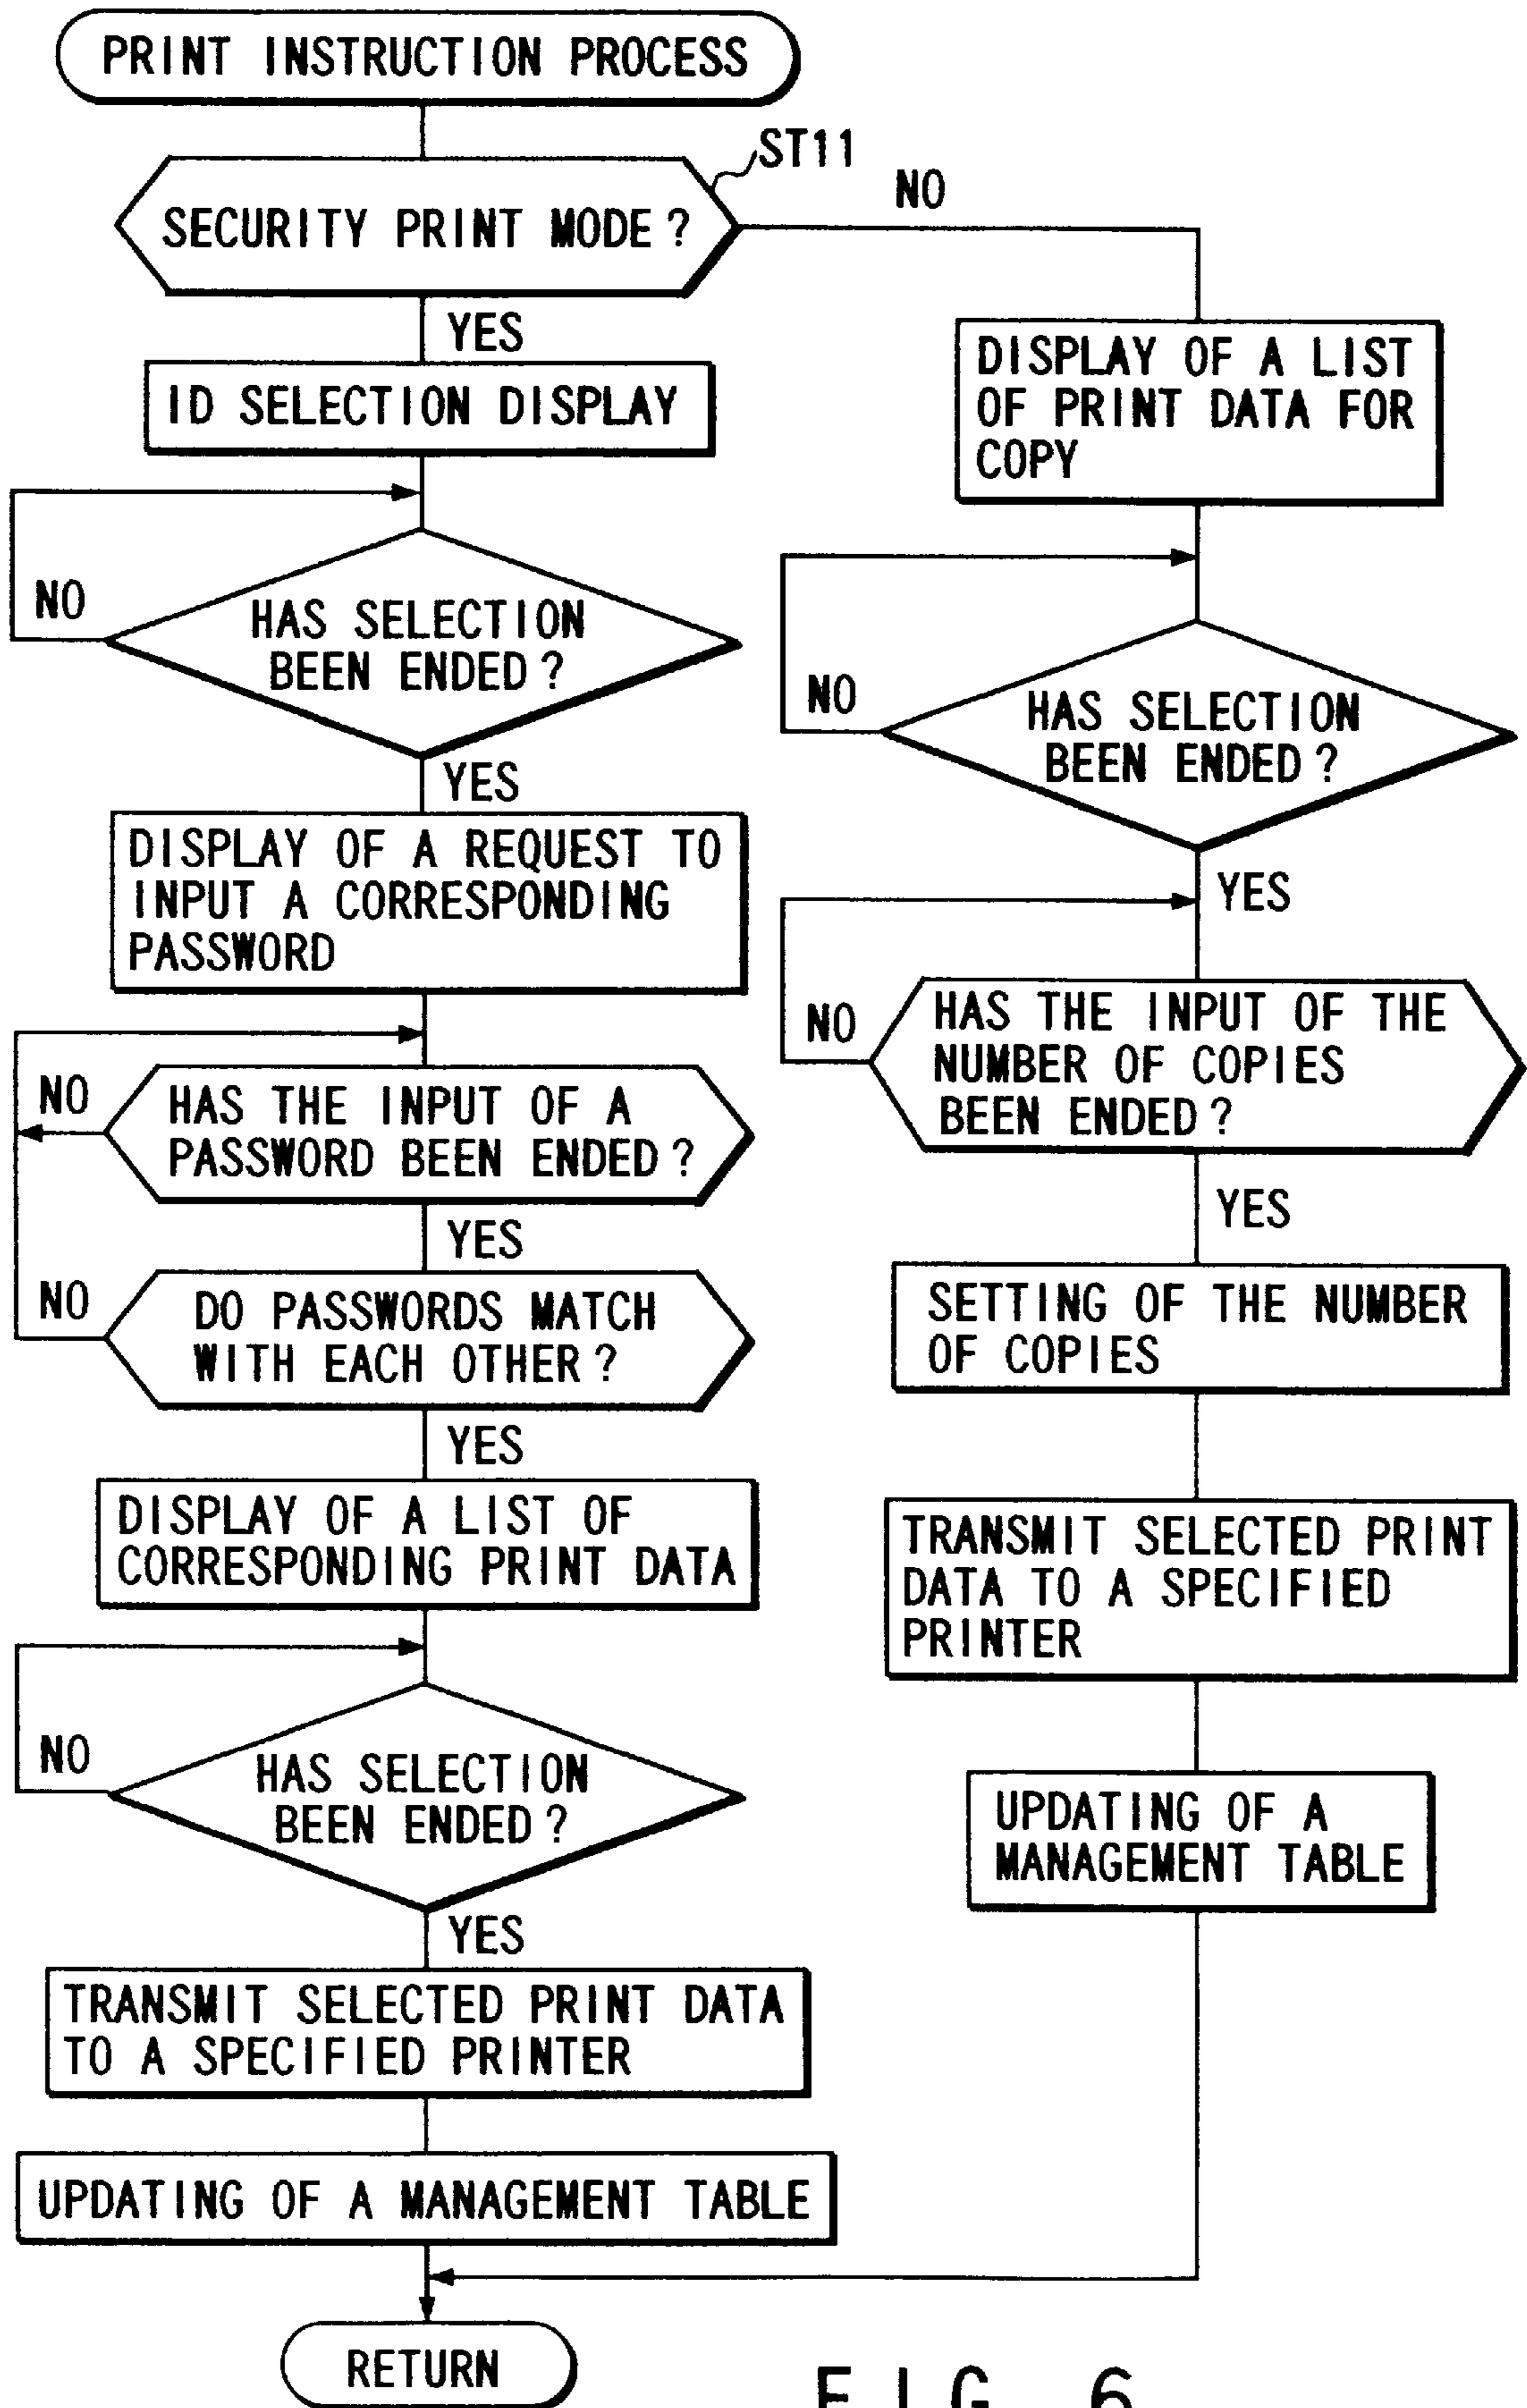 PRINT INSTRUCTION PROCESS
ST11
SECURITY PRINT MODE?
NO
YES
ID SELECTION DISPLAY
NO
HAS SELECTION
BEEN ENDED?
YES
DISPLAY OF A REQUEST TO
INPUT A CORRESPONDING
PASSWORD
NO
HAS THE INPUT OF A
PASSWORD BEEN ENDED?
YES
NO
DO PASSWORDS MATCH
WITH EACH OTHER?
YES
DISPLAY OF A LIST OF
CORRESPONDING PRINT DATA
NO
HAS SELECTION
BEEN ENDED?
YES
TRANSMIT SELECTED PRINT DATA
TO A SPECIFIED PRINTER
UPDATING OF A MANAGEMENT TABLE
DISPLAY OF A LIST
OF PRINT DATA FOR
COPY
NO
HAS SELECTION
BEEN ENDED?
YES
NO
HAS THE INPUT OF THE
NUMBER OF COPIES
BEEN ENDED?
YES
SETTING OF THE NUMBER
OF COPIES
TRANSMIT SELECTED PRINT
DATA TO A SPECIFIED
PRINTER
UPDATING OF A
MANAGEMENT TABLE
RETURN
FIG. 6